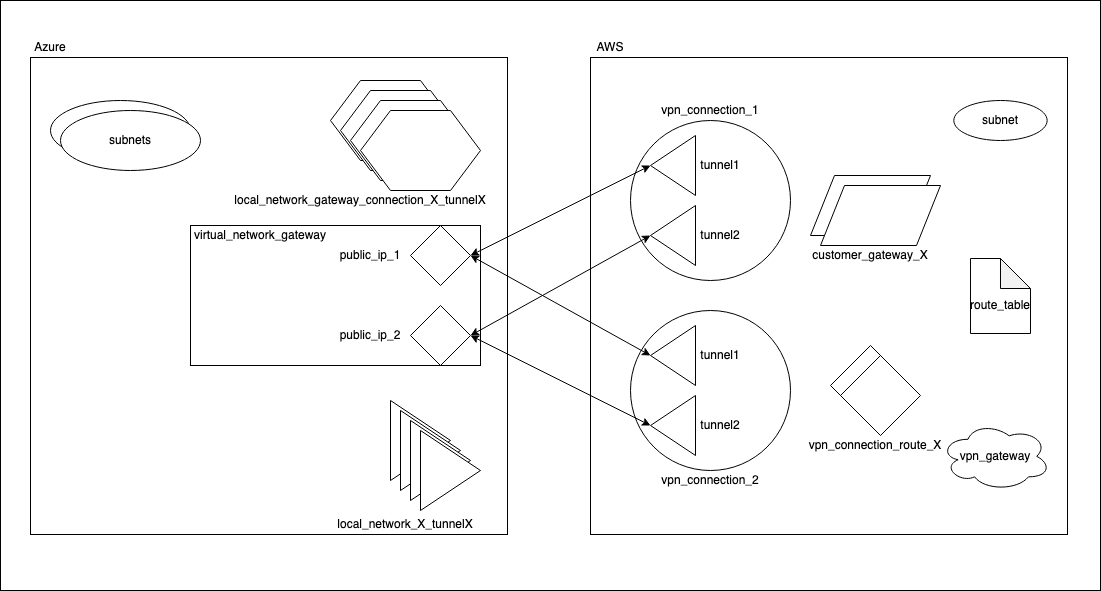 Azure
AWS
subnets
local_network_gateway_connection_X_tunnelX
virtual_network_gateway
public_ip_1
public_ip_2
local_network_X_tunnelX
vpn_connection_1
tunnel1
tunnel2
tunnel1
tunnel2
vpn_connection_2
subnet
customer_gateway_X
route_table
vpn_connection_route_X
vpn_gateway